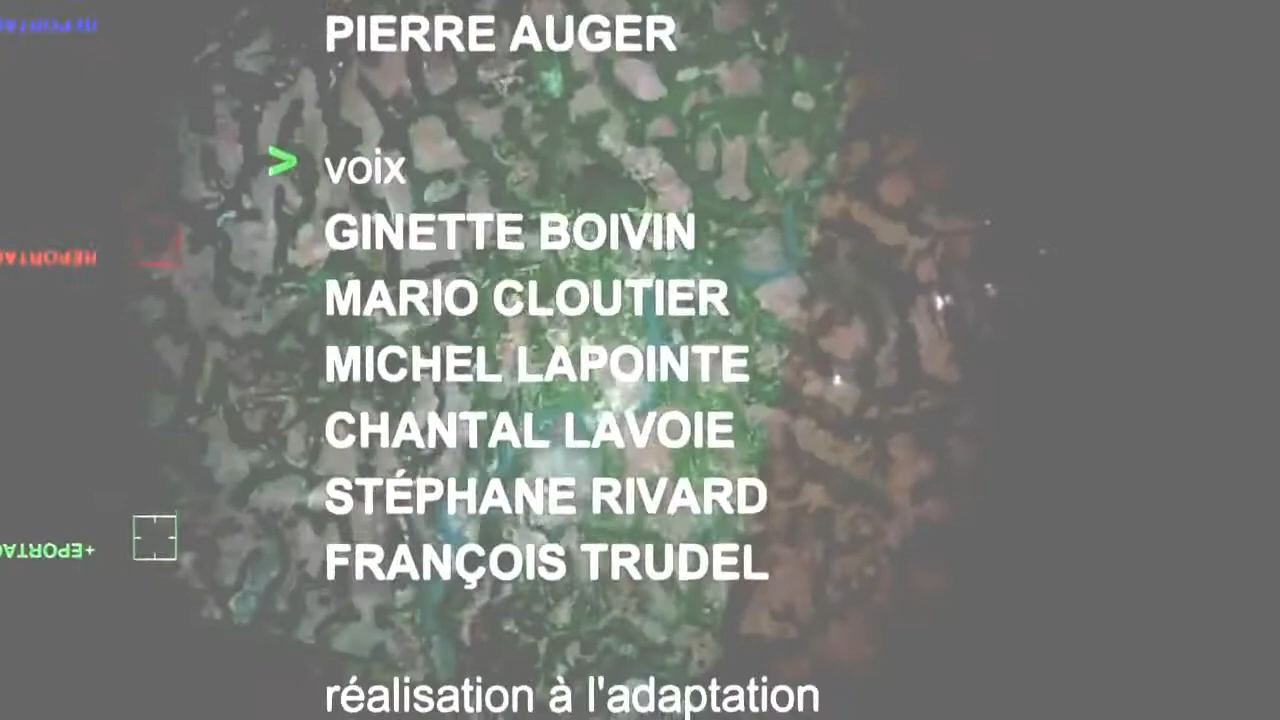 PIERRE AUGER
> voix
GINETTE BOIVIN
MARIO CLOUTIER
MICHEL LAPOINTE
CHANTAL LAVOIE
STÉPHANE RIVARD
FRANÇOIS TRUDEL
réalisation à l'adaptation